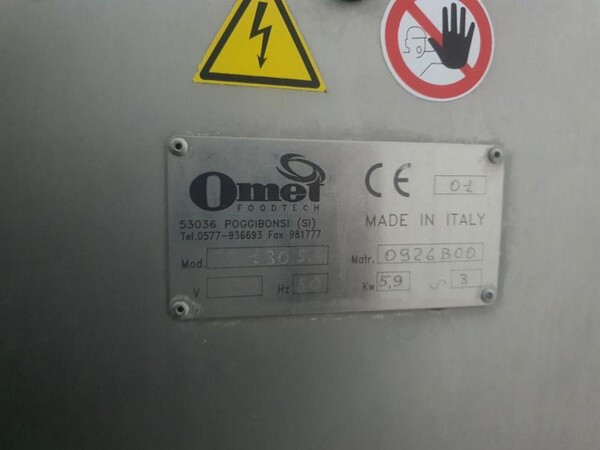 Omet
FOODTECH
CE 01
53036 POGGIBONSI (SI)
Tel.0577-936693 Fax 981777
MADE IN ITALY
Mod. Matr. 0926B00
V Hz 50 Kw 5,9 ∿ 3